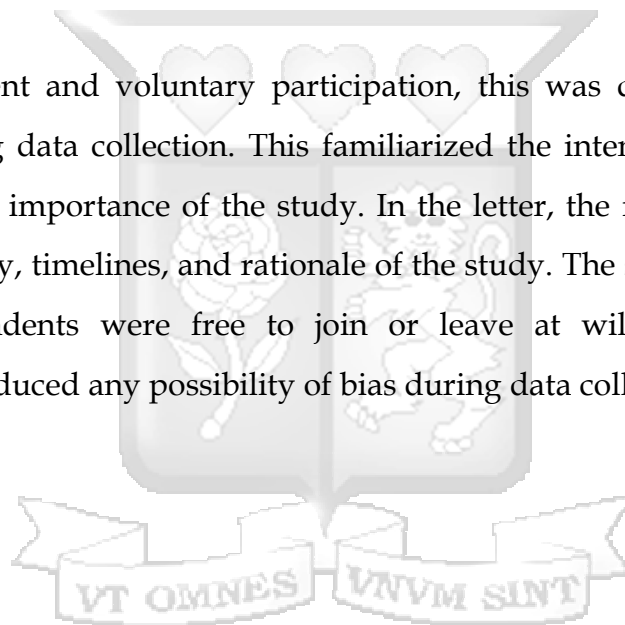 ent and voluntary participation, this was
g data collection. This familiarized the inter
importance of the study. In the letter, the
y, timelines, and rationale of the study. The
dents were free to join or leave at wil
duced any possibility of bias during data coll
VT OMNES VNVM SINT